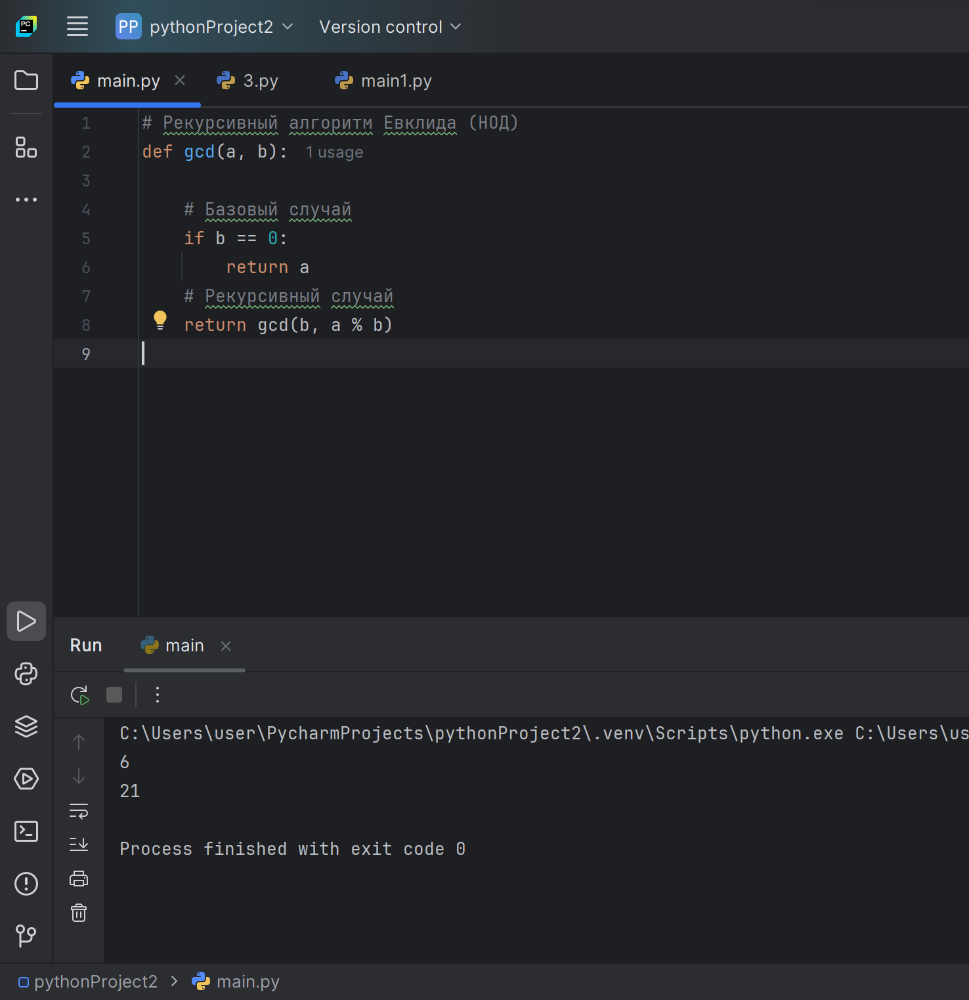 PC
PP pythonProject2 Version control
main.py 3.py main1.py
1 # Рекурсивный алгоритм Евклида (НОД)
2 def gcd(a, b): 1 usage
3
4 # Базовый случай
5 if b == 0:
6 return a
7 # Рекурсивный случай
8 return gcd(b, a % b)
9
Run main
C:\Users\user\PycharmProjects\pythonProject2\.venv\Scripts\python.exe C:\Users\us
6
21
Process finished with exit code 0
pythonProject2 > main.py